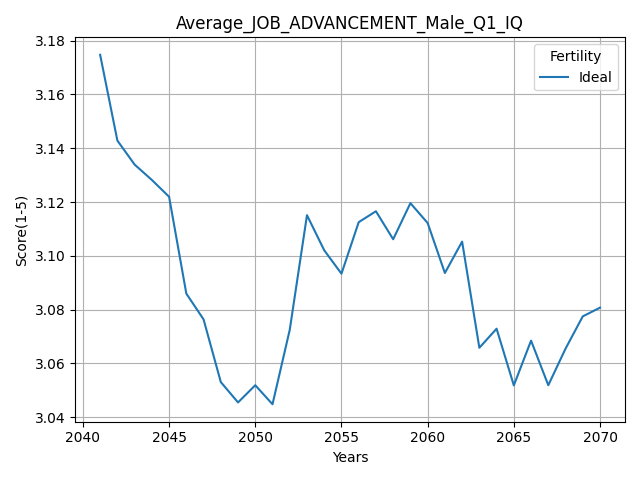 Average_JOB_ADVANCEMENT_Male_Q1_IQ
Fertility
Ideal
Score(1-5)
3.18
3.16
3.14
3.12
3.10
3.08
3.06
3.04
2040 2045 2050 2055 2060 2065 2070
Years